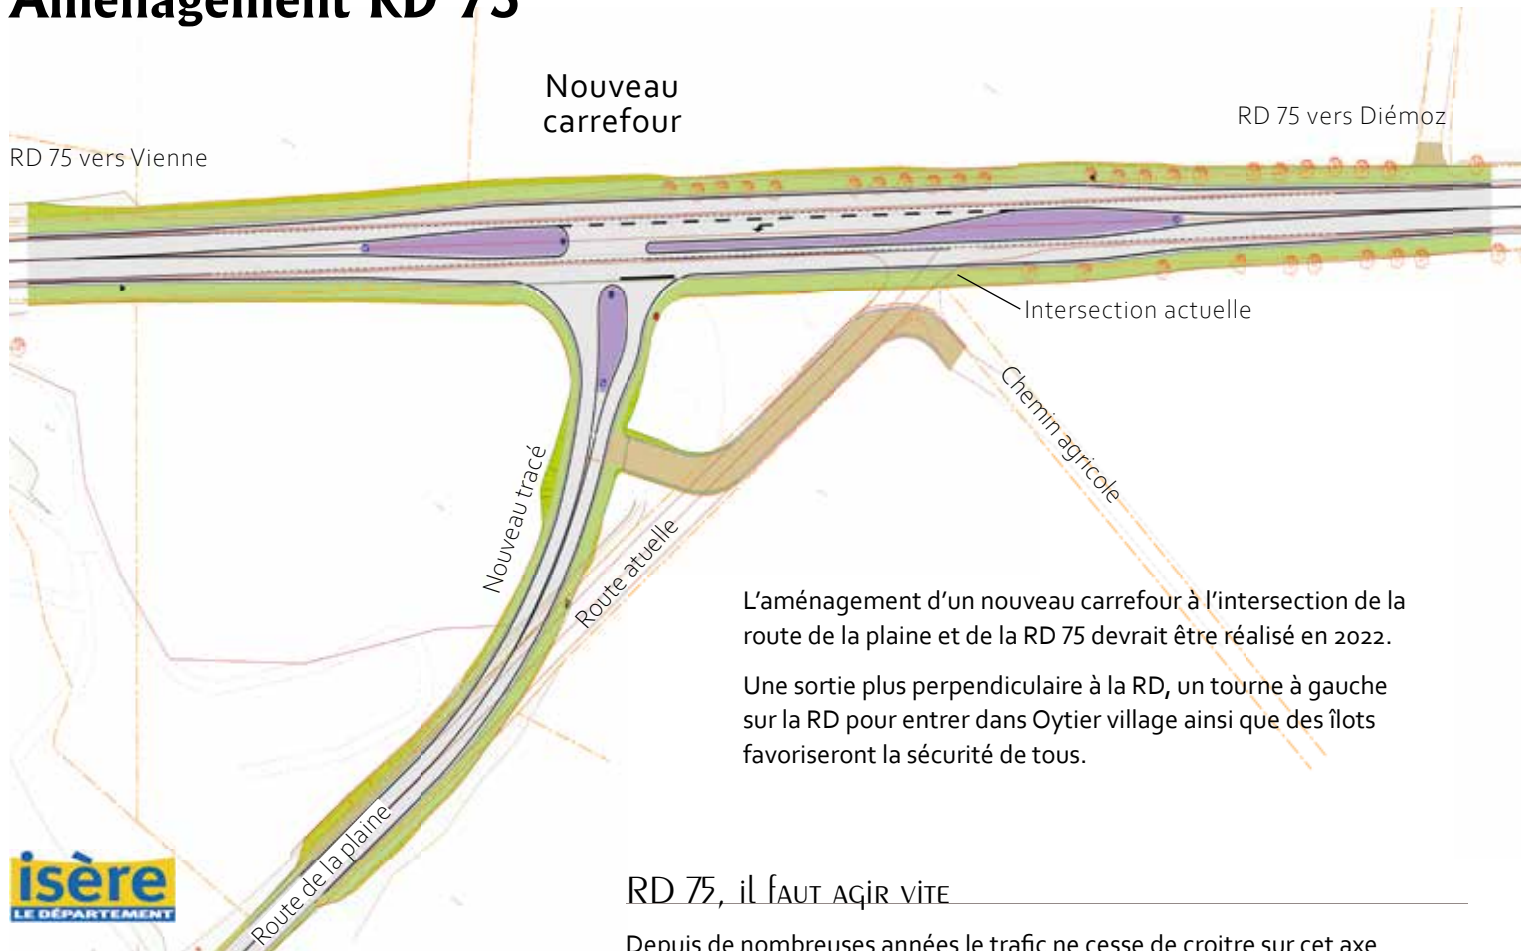 Aménagement RD 75
Nouveau
carrefour
RD 75 vers Diémoz
RD 75 vers Vienne
Intersection actuelle
Chemin agricole
Nouveau tracé
Route atuelle
L'aménagement d'un nouveau carrefour à l'intersection de la
route de la plaine et de la RD 75 devrait être réalisé en 2022.
Une sortie plus perpendiculaire à la RD, un tourne à gauche
sur la RD pour entrer dans Oytier village ainsi que des îlots
favoriseront la sécurité de tous.
Route de la plaine
isère
LE DÉPARTEMENT
RD 75, il faut agir vite
Depuis de nombreuses années le trafic ne cesse de croitre sur cet axe